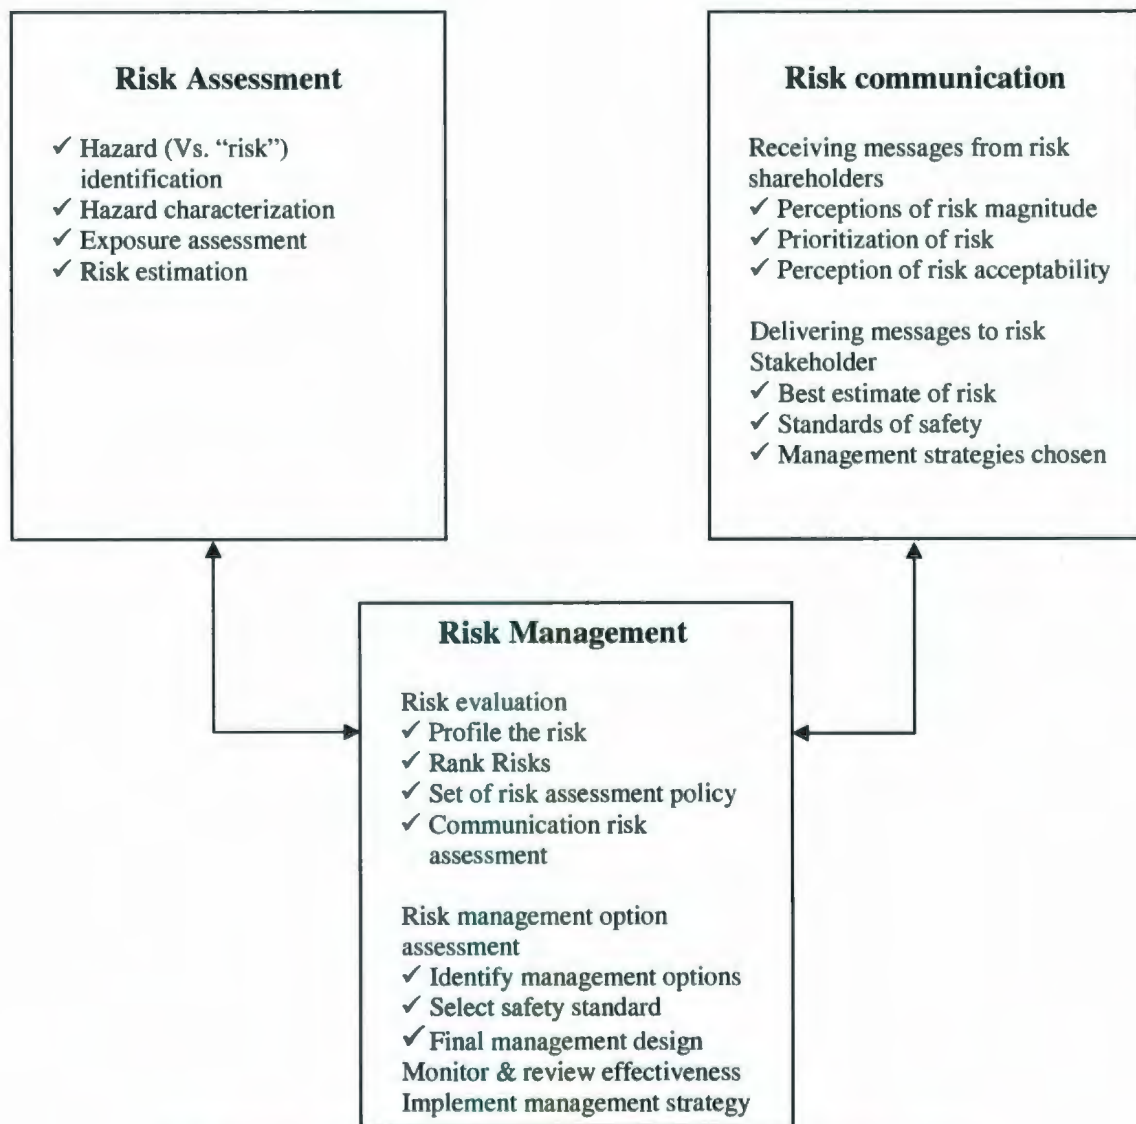 Risk Assessment
✓ Hazard (Vs. “risk”)
identification
✓ Hazard characterization
✓ Exposure assessment
✓ Risk estimation
Risk communication
Receiving messages from risk
shareholders
✓ Perceptions of risk magnitude
✓ Prioritization of risk
✓ Perception of risk acceptability
Delivering messages to risk
Stakeholder
✓ Best estimate of risk
✓ Standards of safety
✓ Management strategies chosen
Risk Management
Risk evaluation
✓ Profile the risk
✓ Rank Risks
✓ Set of risk assessment policy
✓ Communication risk
assessment
Risk management option
assessment
✓ Identify management options
✓ Select safety standard
✓ Final management design
Monitor & review effectiveness
Implement management strategy